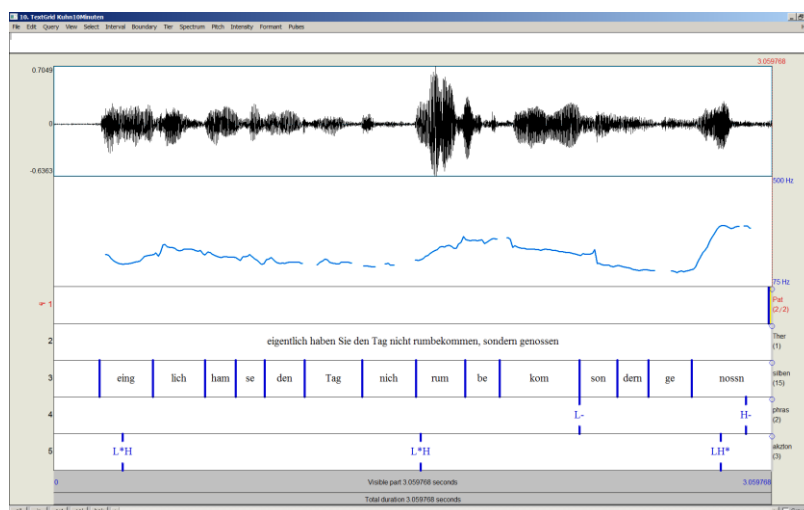 10. TextGrid Kuhn10Minuten
File Edit Query View Select Interval Boundary Tier Spectrum Pitch Intensity Formant Pulses
3.059768
0.7049
0
-0.6363
500 Hz
75 Hz
1 Pat (2/2)
2 eigentlich haben Sie den Tag nicht rumbekommen, sondern genossen Ther (1)
3 eing lich ham se den Tag nich rum be kom son dern ge nossn silben (15)
4 L- H- phras (2)
5 L*H L*H LH* akzton (3)
0 Visible part 3.059768 seconds 3.059768
Total duration 3.059768 seconds